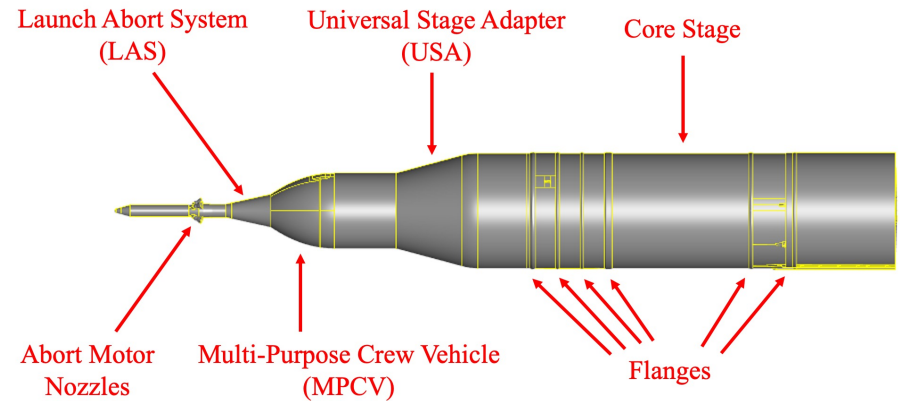 Launch Abort System
(LAS)
Universal Stage Adapter
(USA)
Core Stage
Abort Motor
Nozzles
Multi-Purpose Crew Vehicle
(MPCV)
Flanges